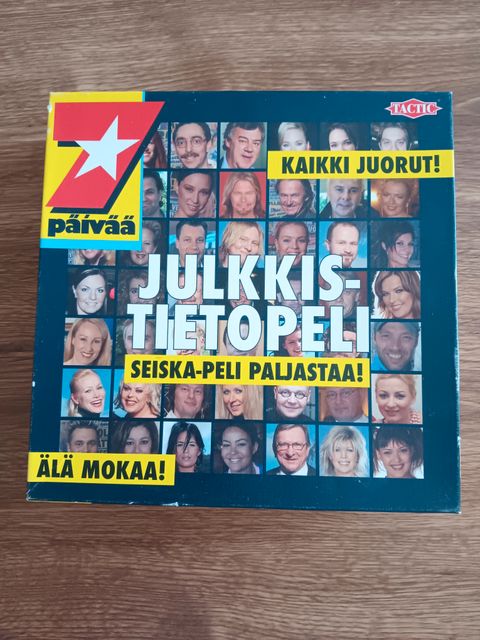 TACTIC
7
päivää
KAIKKI JUORUT!
JULKKIS-
TIETOPELI
SEISKA-PELI PALJASTAA!
ÄLÄ MOKAA!